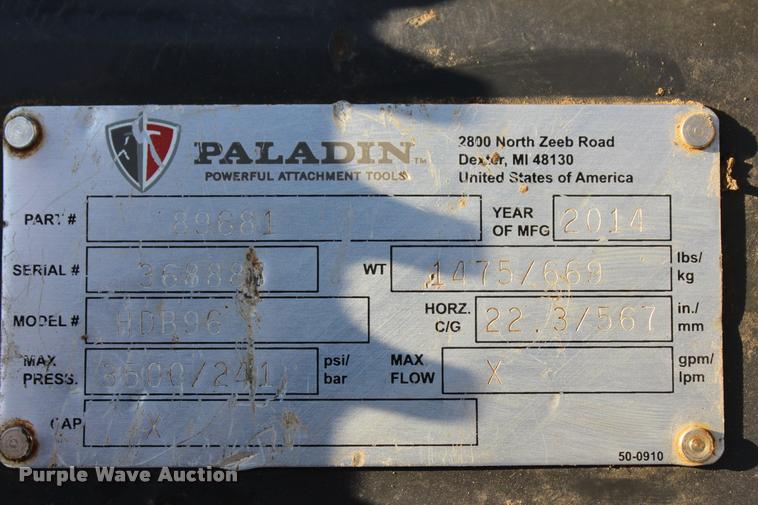 PALADIN™
POWERFUL ATTACHMENT TOOLS
2800 North Zeeb Road
Dexter, MI 48130
United States of America
PART # 89681
YEAR OF MFG 2014
SERIAL #
WT 1475/669 lbs/kg
MODEL # HDB96
HORZ. C/G 22.3/567 in./mm
MAX. PRESS. 3500/241 psi/bar
MAX FLOW X gpm/lpm
CAP X
50-0910
Purple Wave Auction